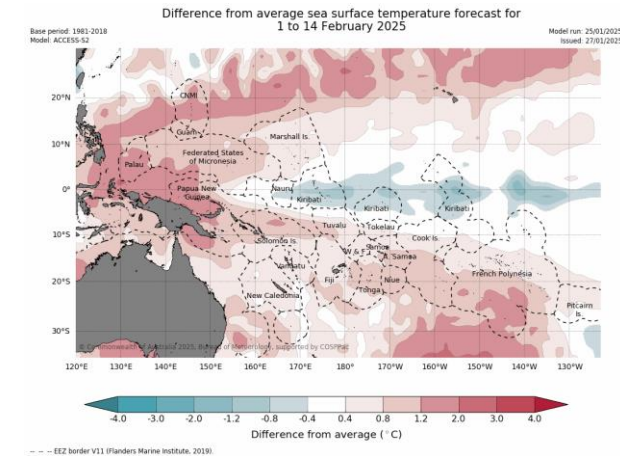 Difference from average sea surface temperature forecast for
1 to 14 February 2025
Base period: 1981-2018
Model: ACCESS-S2
Model run: 25/01/2025
Issued: 27/01/2025
20°N
10°N
0°
10°S
20°S
30°S
CNMI
Guam
Marshall Is.
Federated States
of Micronesia
Palau
Papua New
Guinea
Nauru
Kiribati
Kiribati
Kiribati
Tuvalu
Tokelau
Solomon Is.
Cook Is.
W & F
Samoa
A. Samoa
Vanuatu
Fiji
Niue
French Polynesia
Tonga
New Caledonia
Pitcairn
Is.
© Commonwealth of Australia 2025, Bureau of Meteorology, supported by COSPPac
120°E 130°E 140°E 150°E 160°E 170°E 180° 170°W 160°W 150°W 140°W 130°W
-4.0 -3.0 -2.0 -1.2 -0.8 -0.4 0.4 0.8 1.2 2.0 3.0 4.0
Difference from average (°C)
-- -- -- EEZ border V11 (Flanders Marine Institute, 2019).